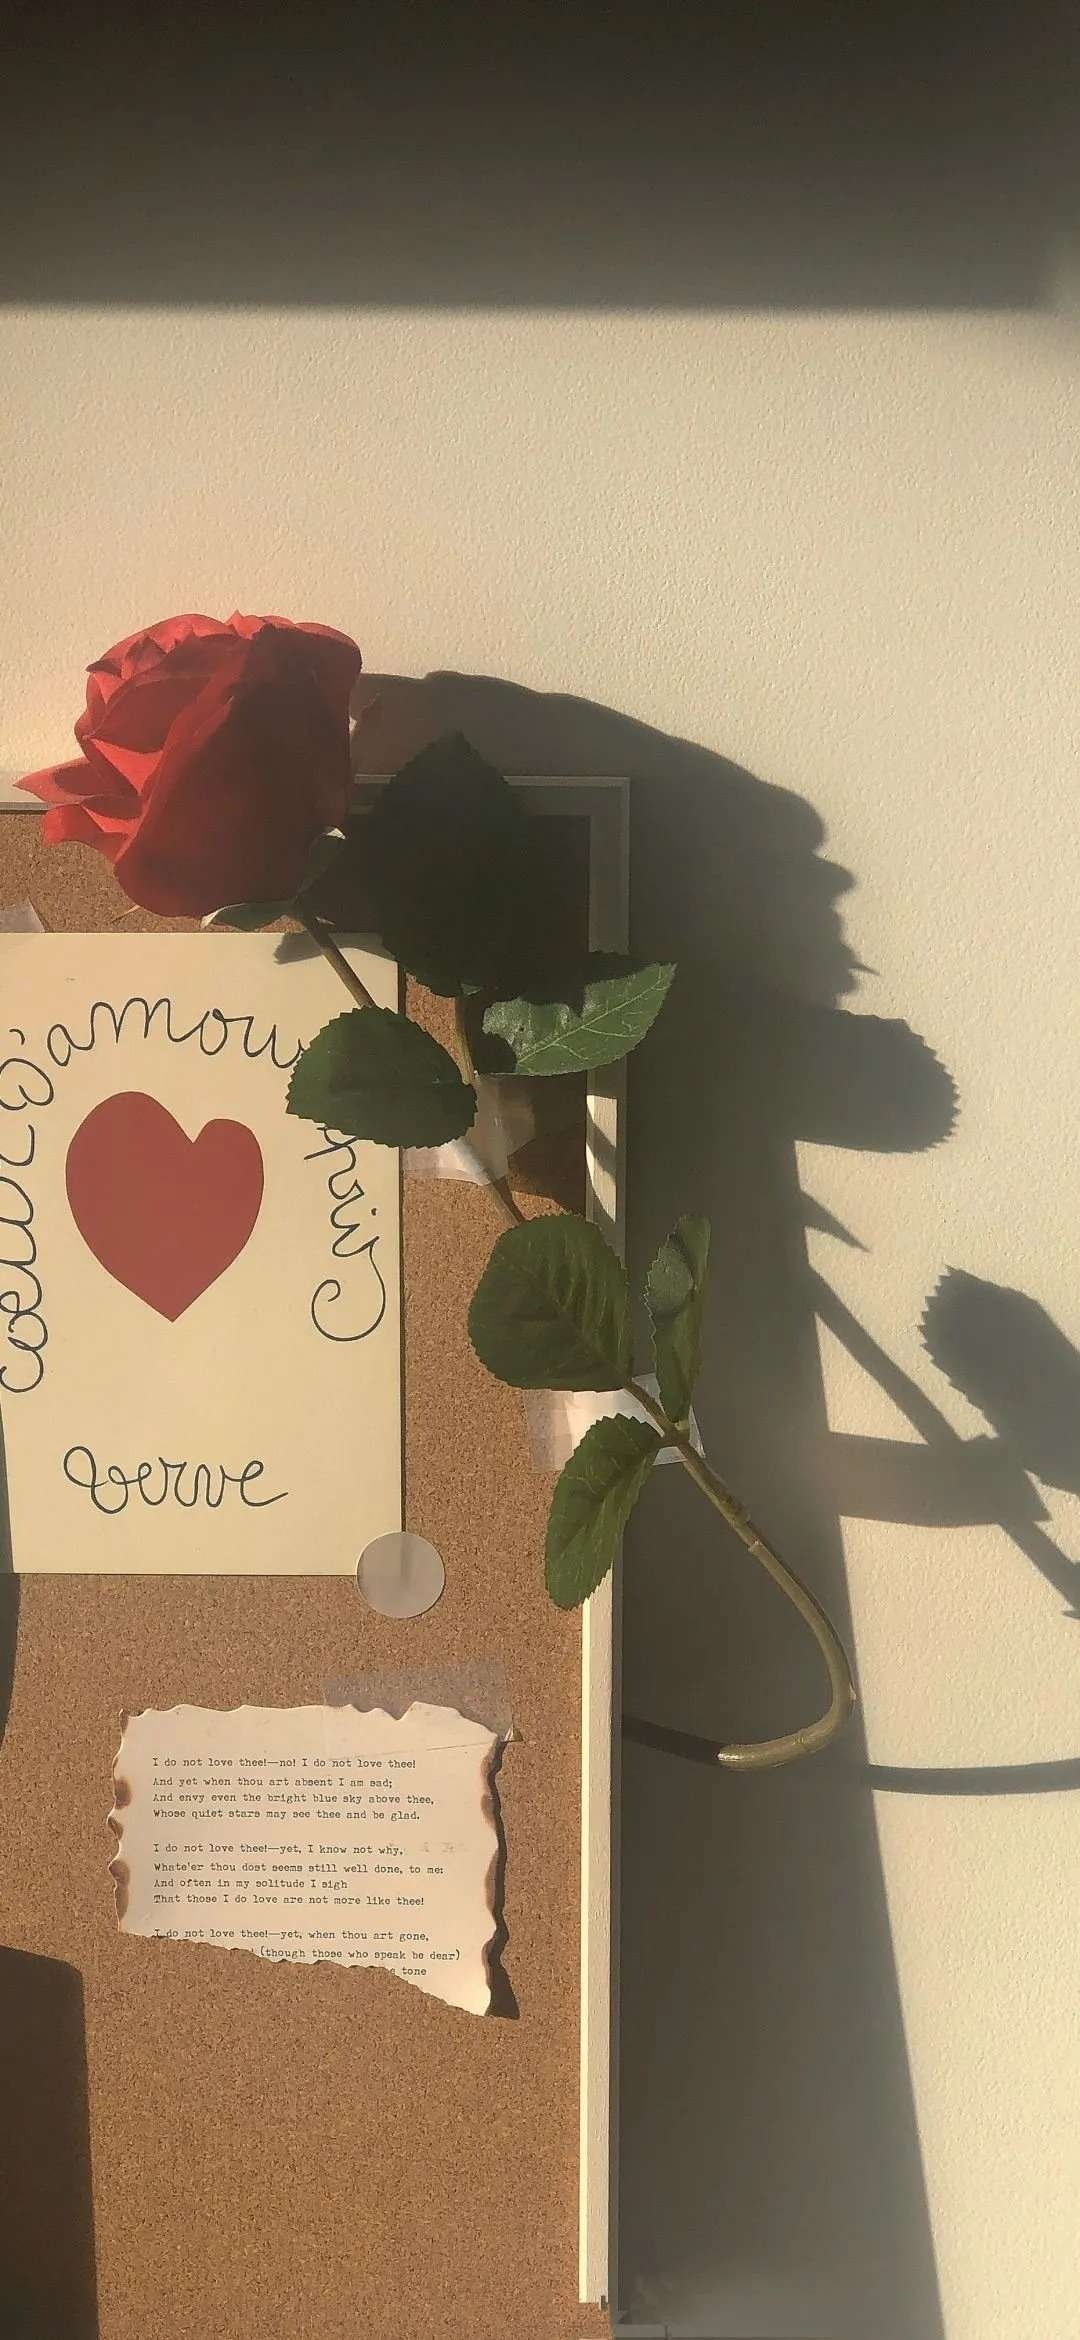 coeur d'amour épris
verve
I do not love thee!—no! I do not love thee!
And yet when thou art absent I am sad;
And envy even the bright blue sky above thee,
Whose quiet stars may see thee and be glad.
I do not love thee!—yet, I know not why,
Whate'er thou dost seems still well done, to me:
And often in my solitude I sigh
That those I do love are not more like thee!
I do not love thee!—yet, when thou art gone,
(though those who speak be dear)
tone